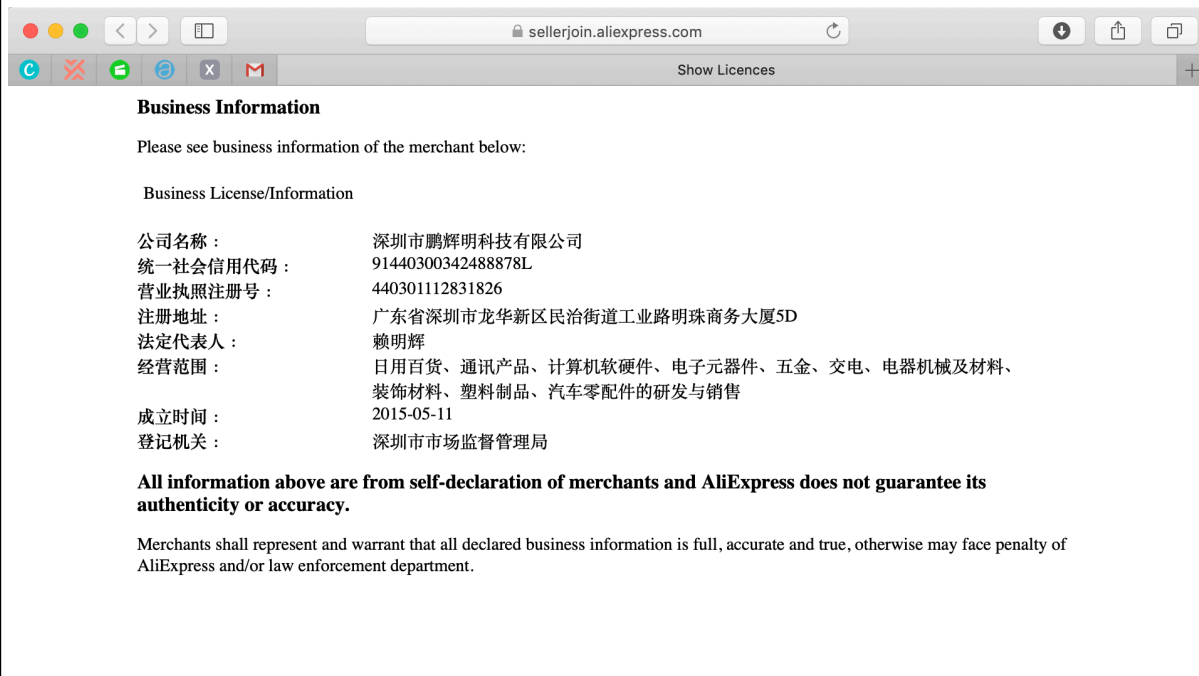 sellerjoin.aliexpress.com
C
X
M
Show Licences
Business Information
Please see business information of the merchant below:
Business License/Information
公司名称： 深圳市鹏辉明科技有限公司
统一社会信用代码： 91440300342488878L
营业执照注册号： 440301112831826
注册地址： 广东省深圳市龙华新区民治街道工业路明珠商务大厦5D
法定代表人： 赖明辉
经营范围： 日用百货、通讯产品、计算机软硬件、电子元器件、五金、交电、电器机械及材料、
装饰材料、塑料制品、汽车零配件的研发与销售
成立时间： 2015-05-11
登记机关： 深圳市市场监督管理局
All information above are from self-declaration of merchants and AliExpress does not guarantee its
authenticity or accuracy.
Merchants shall represent and warrant that all declared business information is full, accurate and true, otherwise may face penalty of
AliExpress and/or law enforcement department.